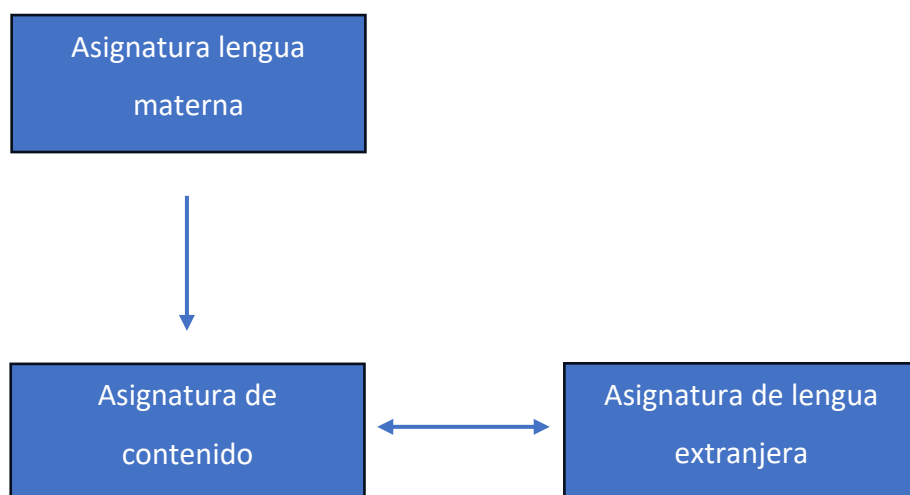 Asignatura lengua
materna
Asignatura de
contenido
Asignatura de lengua
extranjera